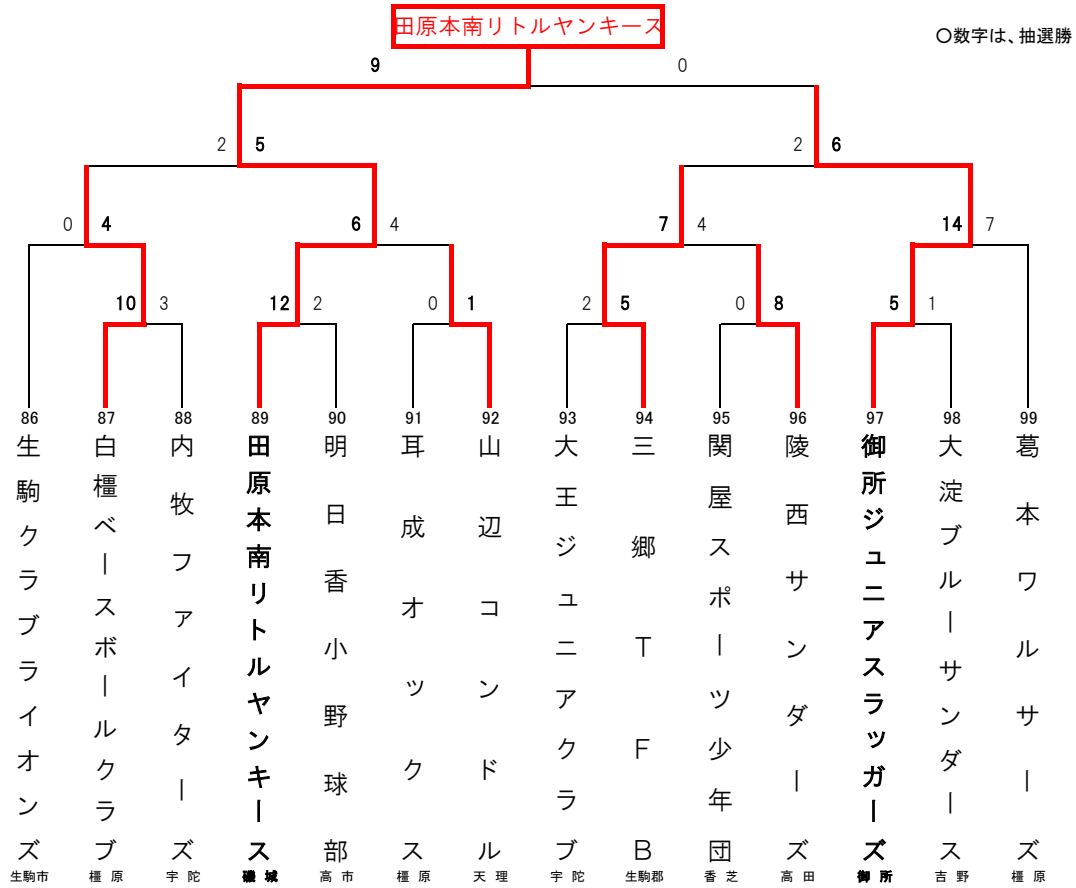 田原本南リトルヤンキース
〇数字は、抽選勝
9 0
2 5 2 6
0 4 6 4 7 4 14 7
10 3 12 2 0 1 2 5 0 8 5 1
86 87 88 89 90 91 92 93 94 95 96 97 98 99
生駒クラブライオンズ
白橿ベースボールクラブ
内牧ファイターズ
田原本南リトルヤンキース
明日香小野球部
耳成オックス
山辺コンドル
大王ジュニアクラブ
三郷TFB
関屋スポーツ少年団
陵西サンダーズ
御所ジュニアスラッガーズ
大淀ブルーサンダース
葛本ワルサーズ
生駒市 橿原 宇陀 磯城 高市 橿原 天理 宇陀 生駒郡 香芝 高田 御所 吉野 橿原